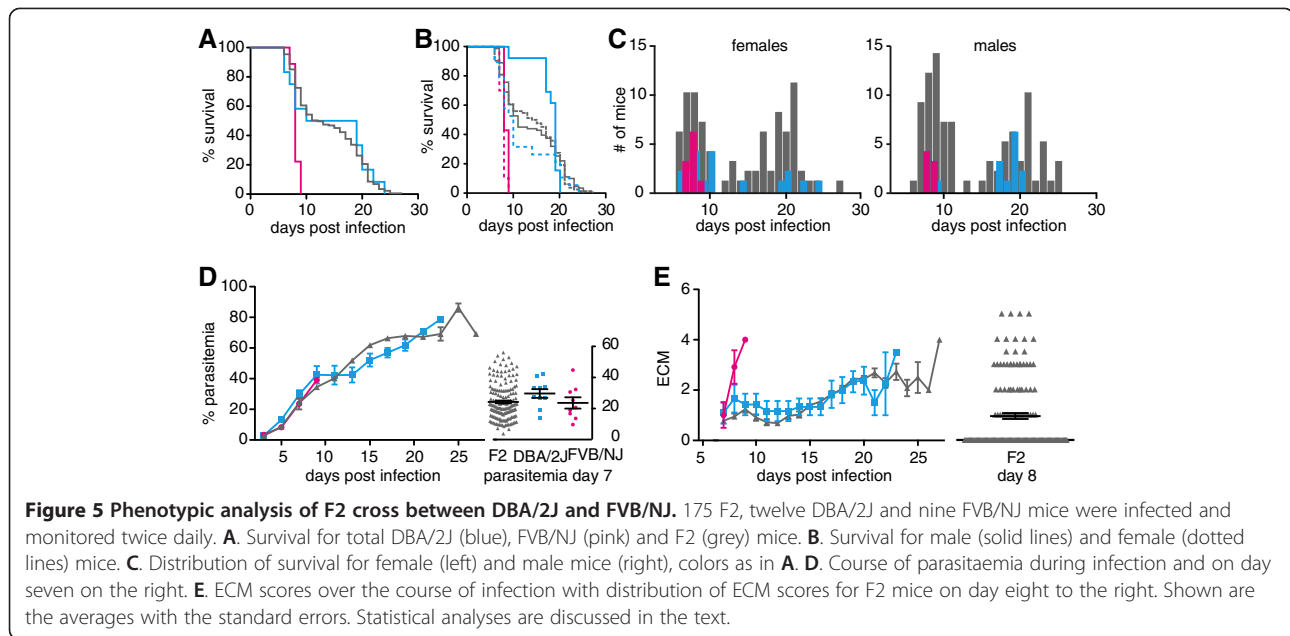 A
B
C
females
males
100
80
60
40
20
0
% survival
0 10 20 30
days post infection
100
80
60
40
20
0
% survival
0 10 20 30
days post infection
15
10
5
0
# of mice
10 20 30
days post infection
15
10
5
0
10 20 30
days post infection
D
100
80
60
40
20
0
% parasitemia
5 10 15 20 25
days post infection
60
40
20
0
F2 DBA/2J FVB/NJ
parasitemia day 7
E
6
4
2
0
ECM
5 10 15 20 25
days post infection
F2
day 8
Figure 5 Phenotypic analysis of F2 cross between DBA/2J and FVB/NJ. 175 F2, twelve DBA/2J and nine FVB/NJ mice were infected and
monitored twice daily. A. Survival for total DBA/2J (blue), FVB/NJ (pink) and F2 (grey) mice. B. Survival for male (solid lines) and female (dotted
lines) mice. C. Distribution of survival for female (left) and male mice (right), colors as in A. D. Course of parasitaemia during infection and on day
seven on the right. E. ECM scores over the course of infection with distribution of ECM scores for F2 mice on day eight to the right. Shown are
the averages with the standard errors. Statistical analyses are discussed in the text.